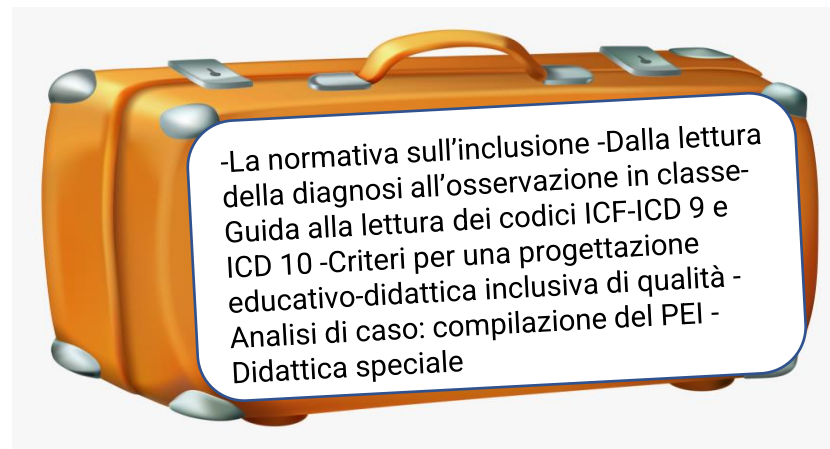 -La normativa sull’inclusione -Dalla lettura
della diagnosi all’osservazione in classe-
Guida alla lettura dei codici ICF-ICD 9 e
ICD 10 -Criteri per una progettazione
educativo-didattica inclusiva di qualità -
Analisi di caso: compilazione del PEI -
Didattica speciale